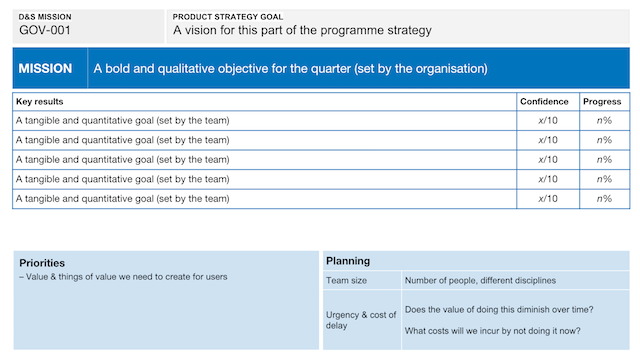 D&S MISSION
GOV-001
PRODUCT STRATEGY GOAL
A vision for this part of the programme strategy
MISSION
A bold and qualitative objective for the quarter (set by the organisation)
Key results Confidence Progress
A tangible and quantitative goal (set by the team) x/10 n%
A tangible and quantitative goal (set by the team) x/10 n%
A tangible and quantitative goal (set by the team) x/10 n%
A tangible and quantitative goal (set by the team) x/10 n%
A tangible and quantitative goal (set by the team) x/10 n%
Priorities
– Value & things of value we need to create for users
Planning
Team size Number of people, different disciplines
Urgency & cost of
delay
Does the value of doing this diminish over time?
What costs will we incur by not doing it now?